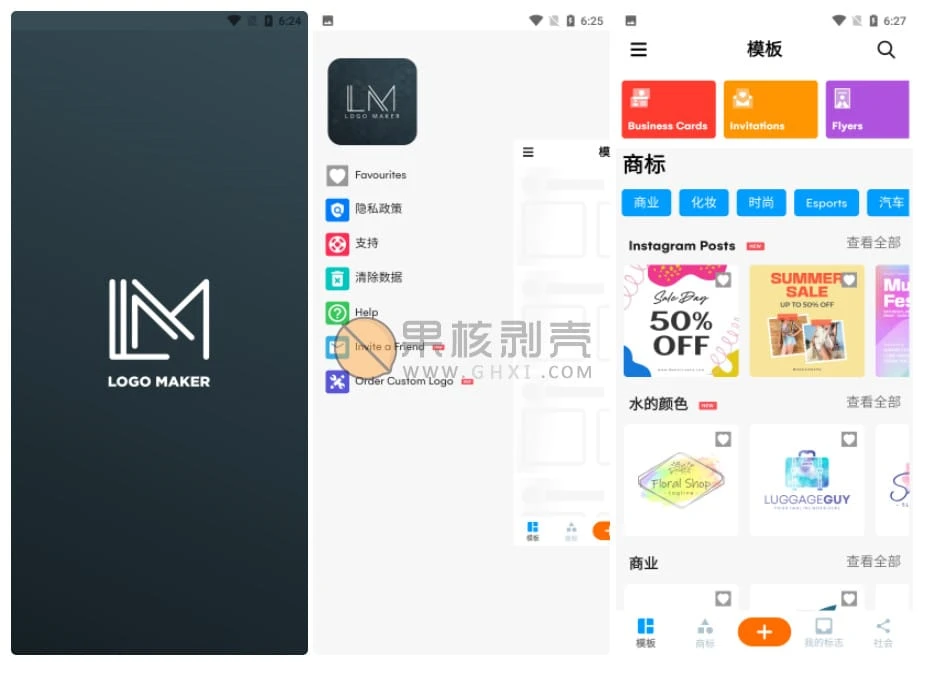 6:24
LM
LOGO MAKER
6:25
LM
LOGO MAKER
Favourites
隐私政策
支持
清除数据
Help
Invite a Friend
Order Custom Logo
模
模板
商标
果核剥壳
WWW.GHXI.COM
6:27
模板
Business Cards
Invitations
Flyers
商标
商业
化妆
时尚
Esports
汽车
Instagram Posts
NEW
查看全部
Sale Day
50%
OFF
SUMMER
SALE
UP TO 50% OFF
Mu
Fes
水的颜色
NEW
查看全部
Floral Shop
tagline
LUGGAGEGUY
S
商业
查看全部
模板
商标
我的标志
社会